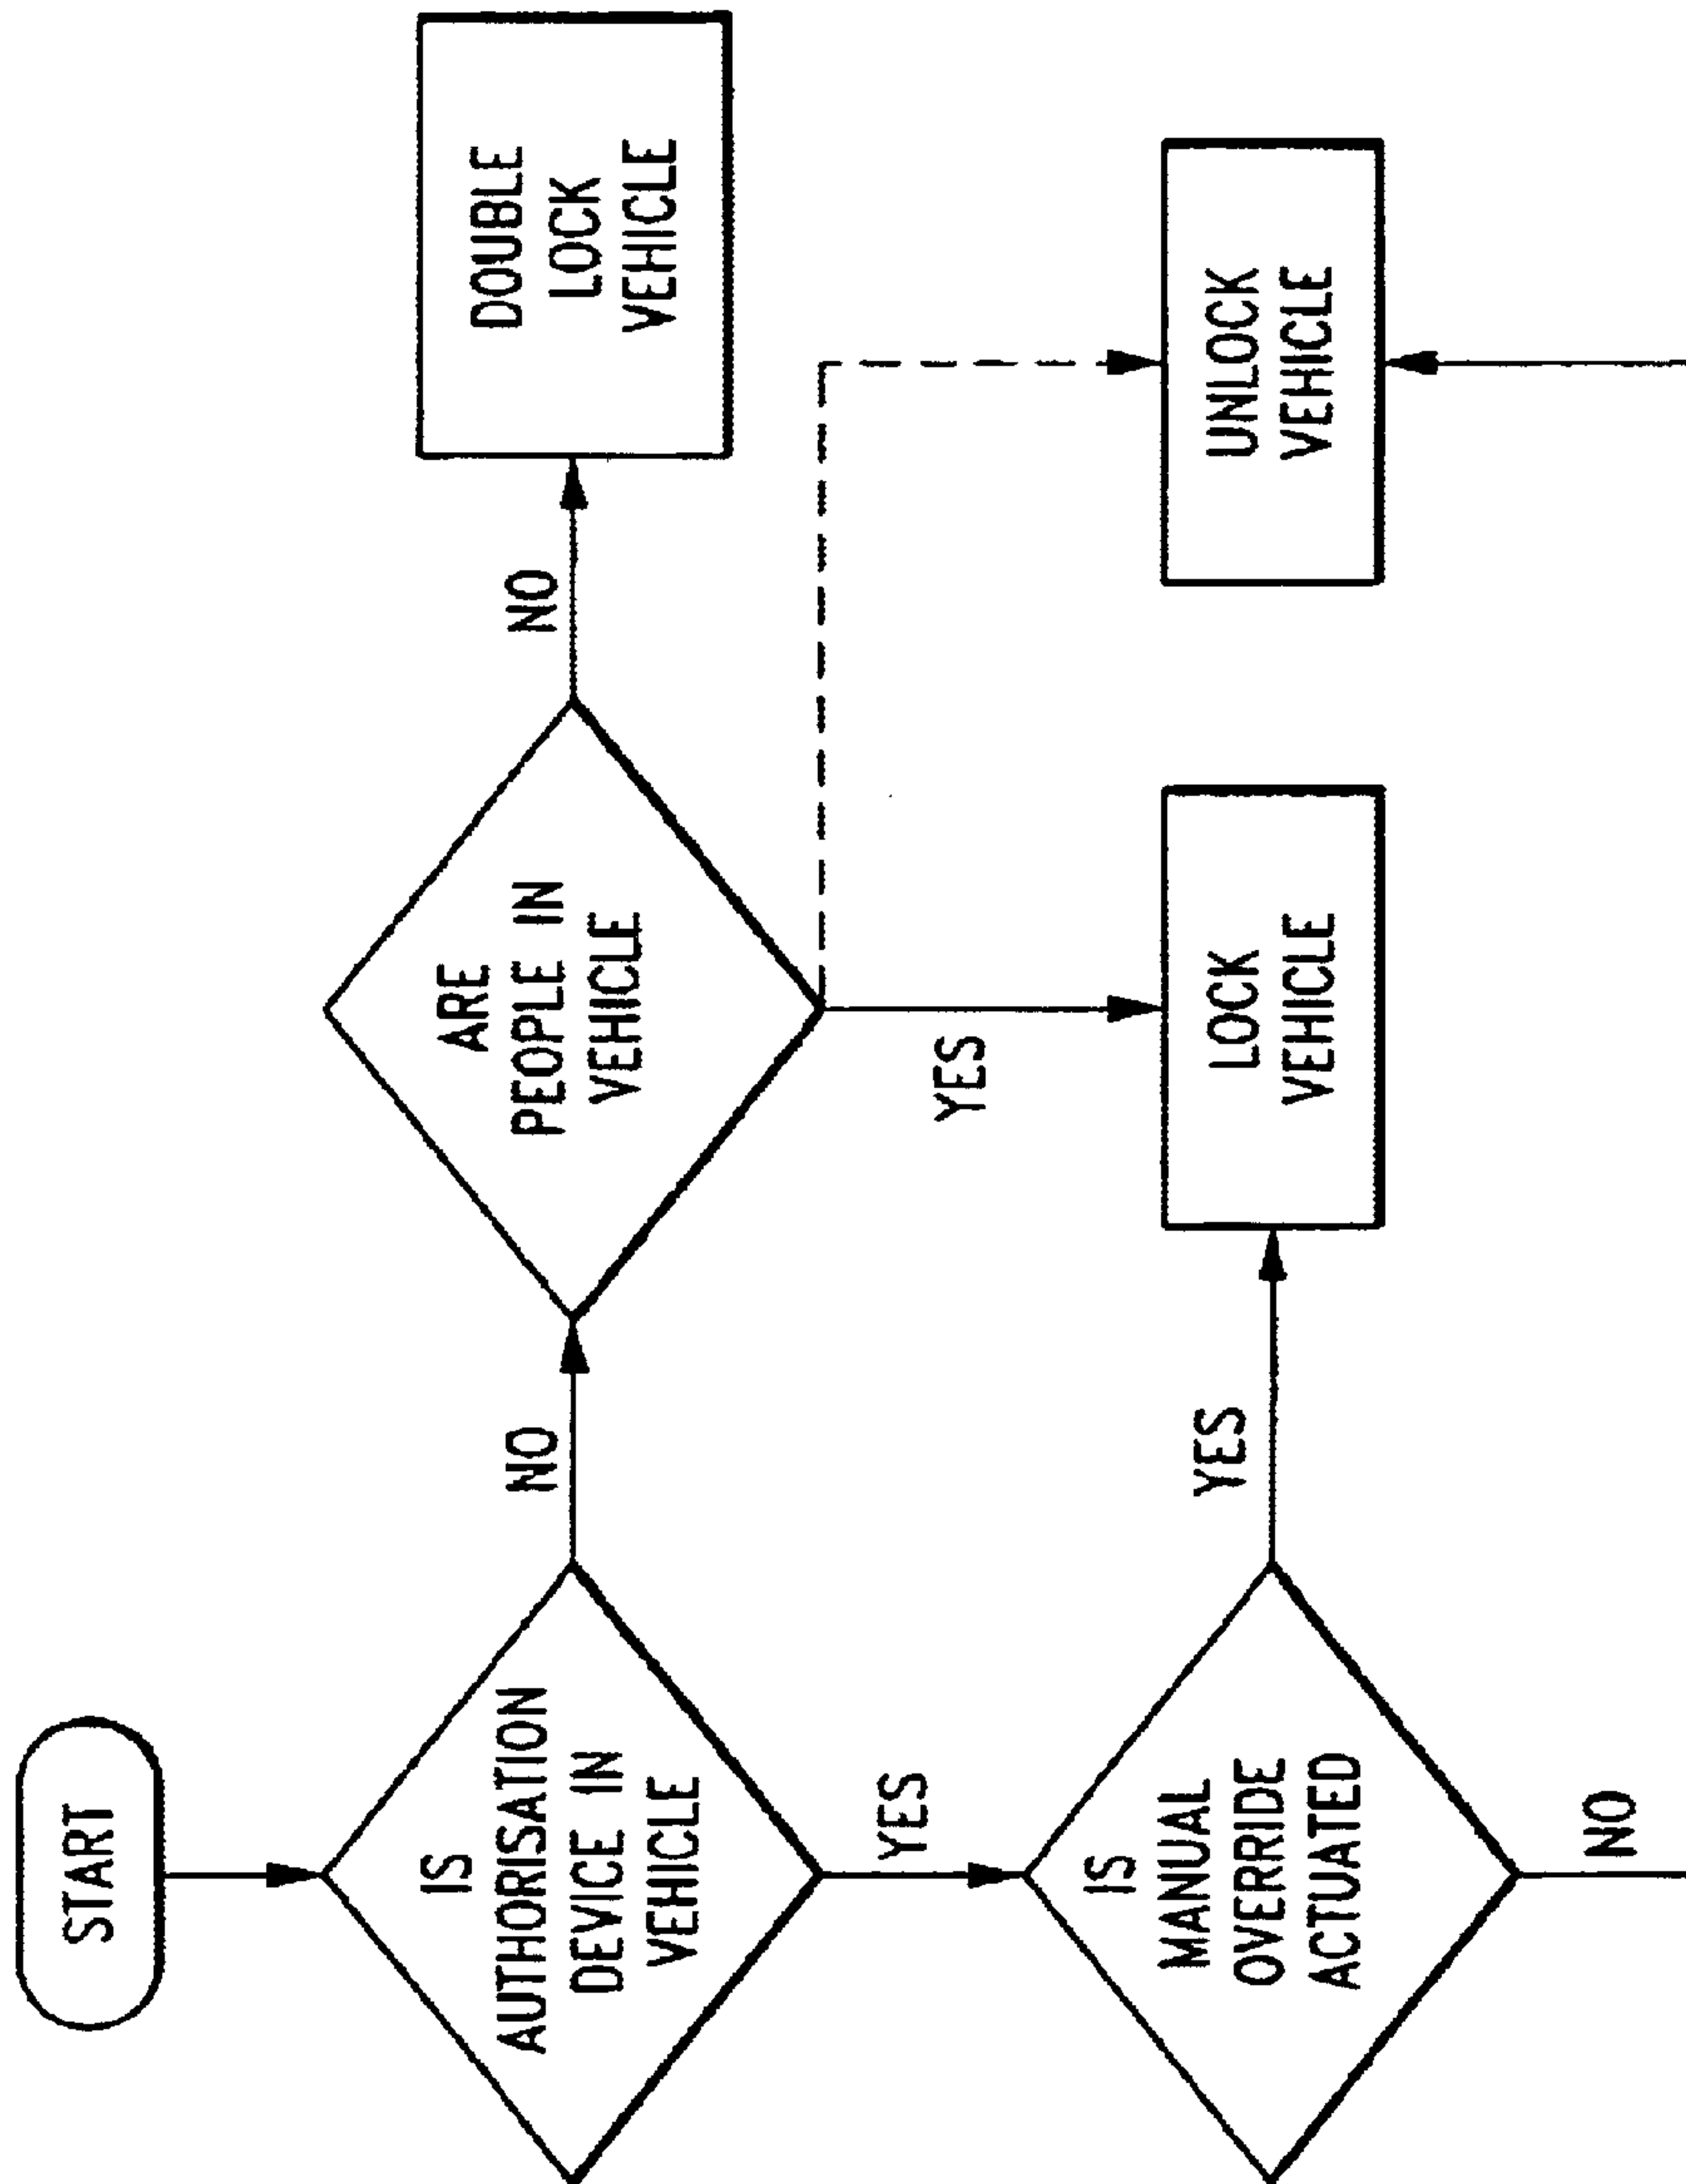 START
IS
AUTHORISATION
DEVICE IN
VEHICLE
NO
ARE
PEOPLE IN
VEHICLE
NO
DOUBLE
LOCK
VEHICLE
YES
YES
IS
MANUAL
OVERRIDE
ACTUATED
YES
LOCK
VEHICLE
UNLOCK
VEHICLE
NO